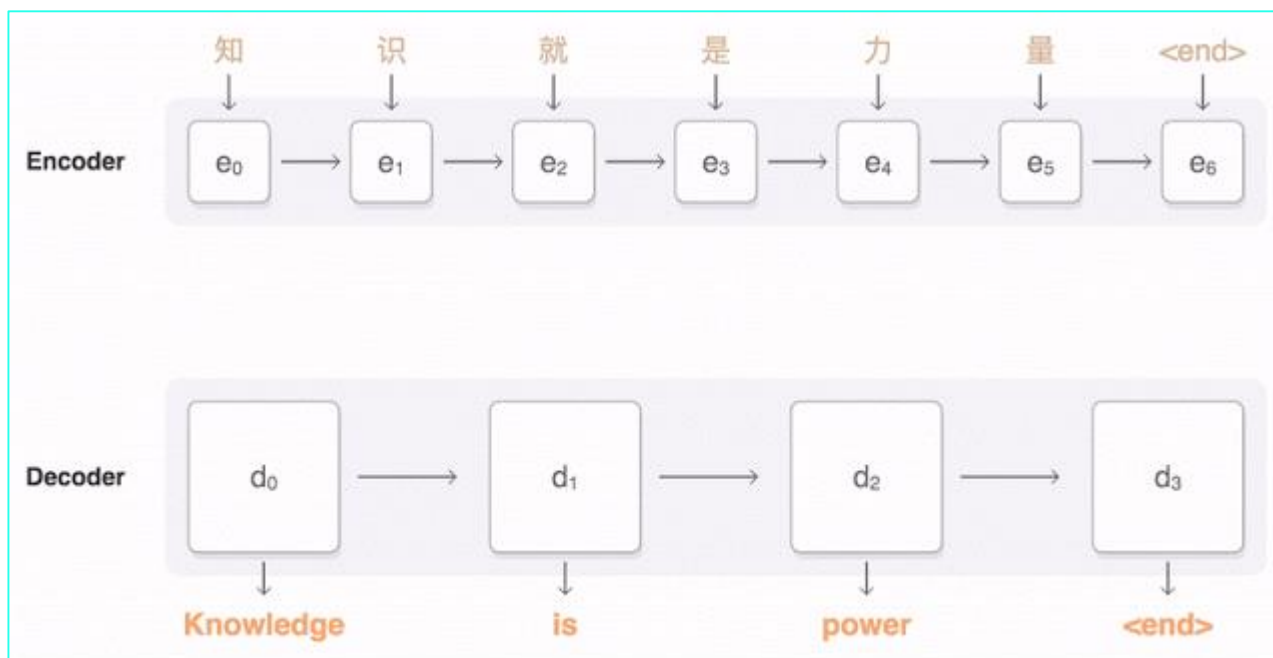 知 识 就 是 力 量 <end>
Encoder e₀ e₁ e₂ e₃ e₄ e₅ e₆
Decoder d₀ d₁ d₂ d₃
Knowledge is power <end>